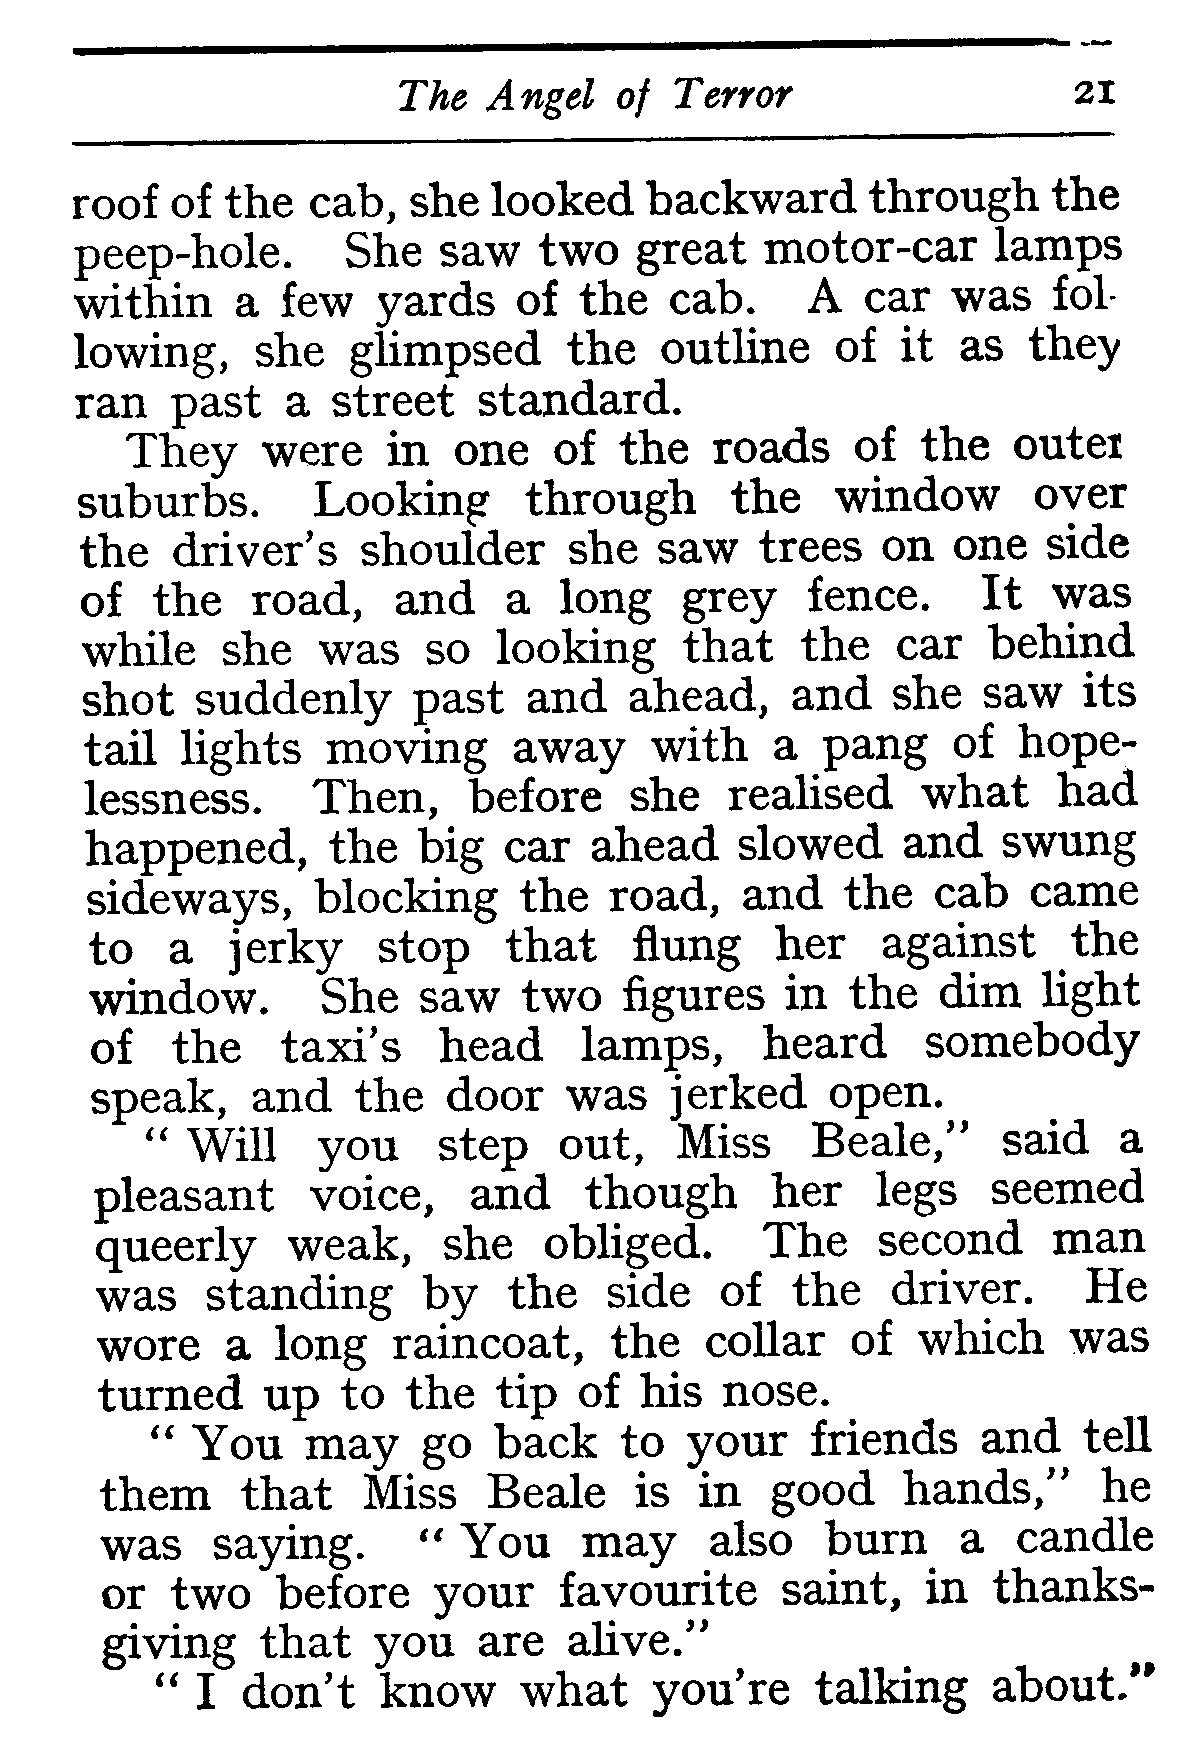 The Angel of Terror 21
roof of the cab, she looked backward through the
peep-hole. She saw two great motor-car lamps
within a few yards of the cab. A car was fol-
lowing, she glimpsed the outline of it as they
ran past a street standard.
They were in one of the roads of the outer
suburbs. Looking through the window over
the driver's shoulder she saw trees on one side
of the road, and a long grey fence. It was
while she was so looking that the car behind
shot suddenly past and ahead, and she saw its
tail lights moving away with a pang of hope-
lessness. Then, before she realised what had
happened, the big car ahead slowed and swung
sideways, blocking the road, and the cab came
to a jerky stop that flung her against the
window. She saw two figures in the dim light
of the taxi's head lamps, heard somebody
speak, and the door was jerked open.
"Will you step out, Miss Beale," said a
pleasant voice, and though her legs seemed
queerly weak, she obliged. The second man
was standing by the side of the driver. He
wore a long raincoat, the collar of which was
turned up to the tip of his nose.
"You may go back to your friends and tell
them that Miss Beale is in good hands," he
was saying. "You may also burn a candle
or two before your favourite saint, in thanks-
giving that you are alive."
"I don't know what you're talking about."